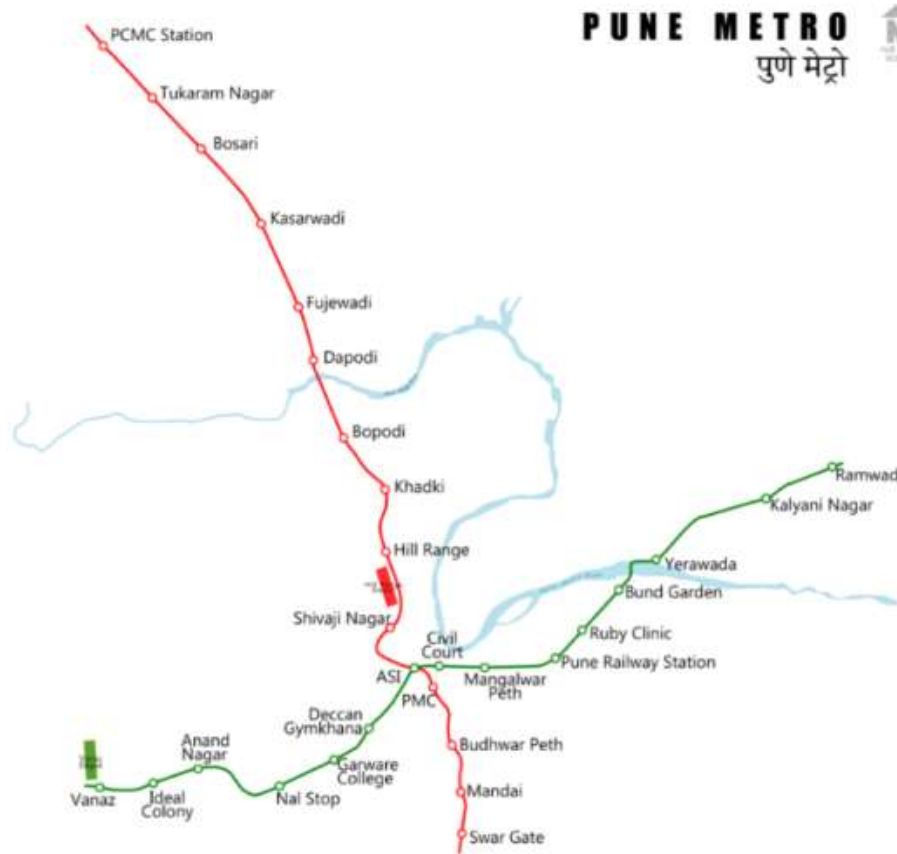 PUNE METRO
पुणे मेट्रो
PCMC Station
Tukaram Nagar
Bosari
Kasarwadi
Fujewadi
Dapodi
Bopodi
Khadki
Ramwad
Kalyani Nagar
Hill Range
Yerawada
Bund Garden
Shivaji Nagar
Ruby Clinic
Civil
Court
Pune Railway Station
ASI
Mangalwar
Peth
PMC
Deccan
Gymkhana
Anand
Nagar
Budhwar Peth
Garware
College
Vanaz
Ideal
Colony
Nal Stop
Mandai
Swar Gate